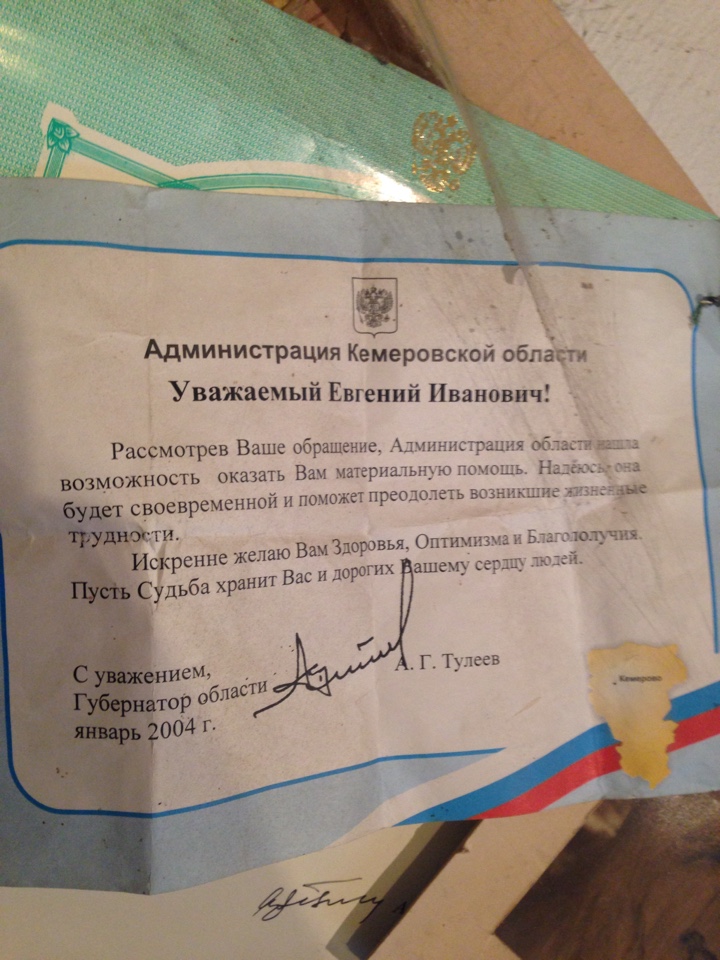 Администрация Кемеровской области
Уважаемый Евгений Иванович!
Рассмотрев Ваше обращение, Администрация области нашла
возможность оказать Вам материальную помощь. Надеюсь, она
будет своевременной и поможет преодолеть возникшие жизненные
трудности.
Искренне желаю Вам Здоровья, Оптимизма и Благополучия.
Пусть Судьба хранит Вас и дорогих Вашему сердцу людей.
С уважением,
Губернатор области
А. Г. Тулеев
январь 2004 г.
Кемерово